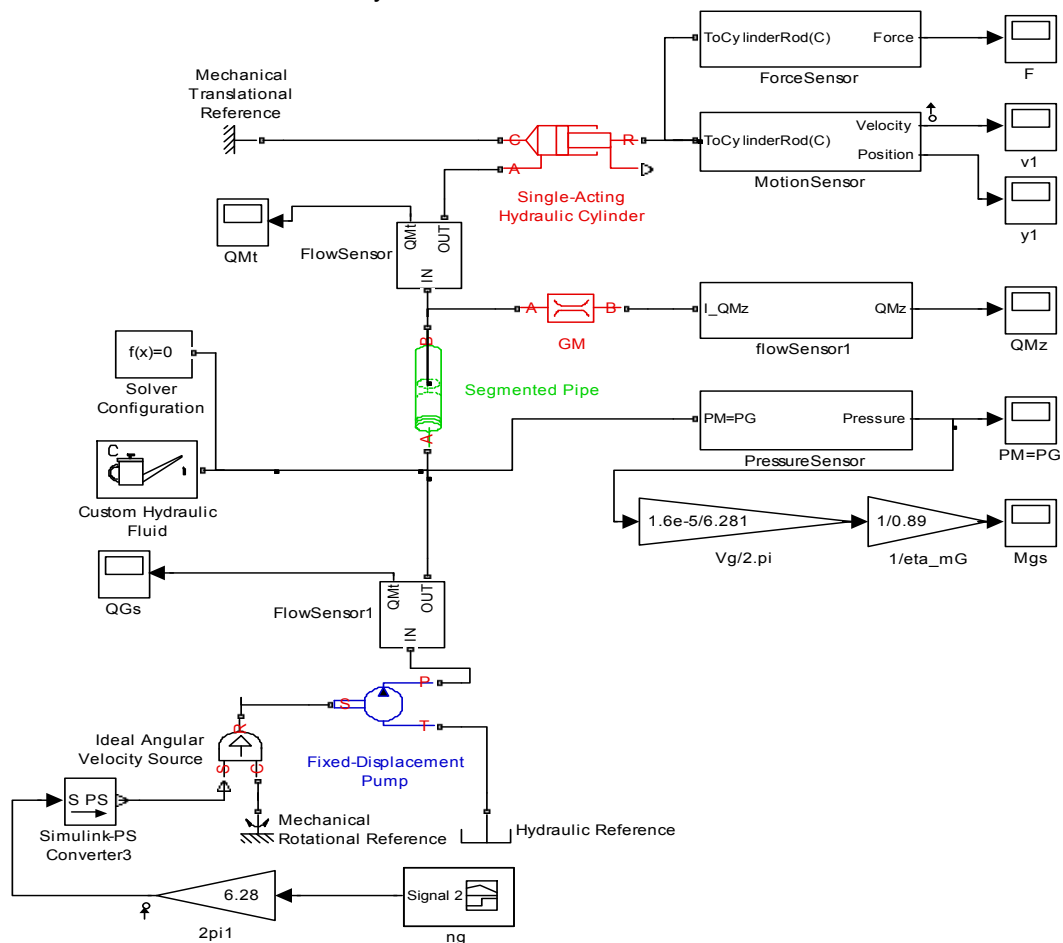 ToCylinderRod(C) Force
ForceSensor
F
Mechanical
Translational
Reference
C R
A
ToCylinderRod(C) Velocity
Position
MotionSensor
v1
Single-Acting
Hydraulic Cylinder
y1
QMt
QMt OUT
IN
FlowSensor
A B
GM
I_QMz QMz
flowSensor1
QMz
f(x)=0
Solver
Configuration
B
A
Segmented Pipe
PM=PG Pressure
PressureSensor
PM=PG
C
Custom Hydraulic
Fluid
1.6e-5/6.281
Vg/2.pi
1/0.89
1/eta_mG
Mgs
QGs
QMt OUT
IN
FlowSensor1
P
S
T
Fixed-Displacement
Pump
Ideal Angular
Velocity Source
R
S C
S PS
Simulink-PS
Converter3
Mechanical
Rotational Reference
Hydraulic Reference
6.28
2pi1
Signal 2